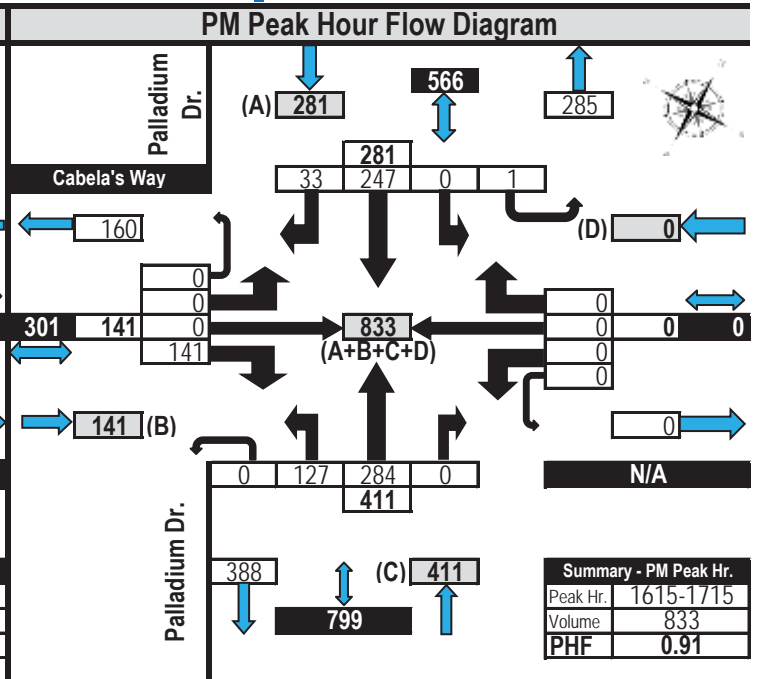 PM Peak Hour Flow Diagram
Palladium Dr.
(A) 281
566
285
281
Cabela's Way
33 247 0 1
160
(D) 0
0
0
0
301 141 0
833
0 0 0
(A+B+C+D)
141
0
0
141 (B)
0
0 127 284 0
N/A
411
Palladium Dr.
388
(C) 411
799
Summary - PM Peak Hr.
Peak Hr. 1615-1715
Volume 833
PHF 0.91